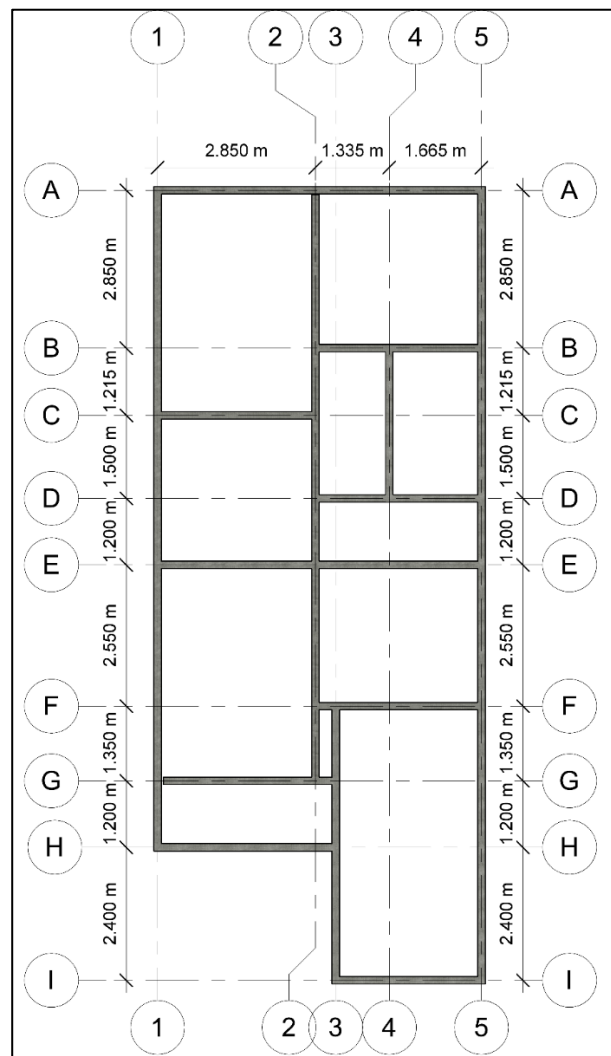 1 2 3 4 5
2.850 m 1.335 m 1.665 m
A A
2.850 m 2.850 m
B B
1.215 m 1.215 m
C C
1.500 m 1.500 m
D D
1.200 m 1.200 m
E E
2.550 m 2.550 m
F F
1.350 m 1.350 m
G G
1.200 m 1.200 m
H H
2.400 m 2.400 m
I I
1 2 3 4 5